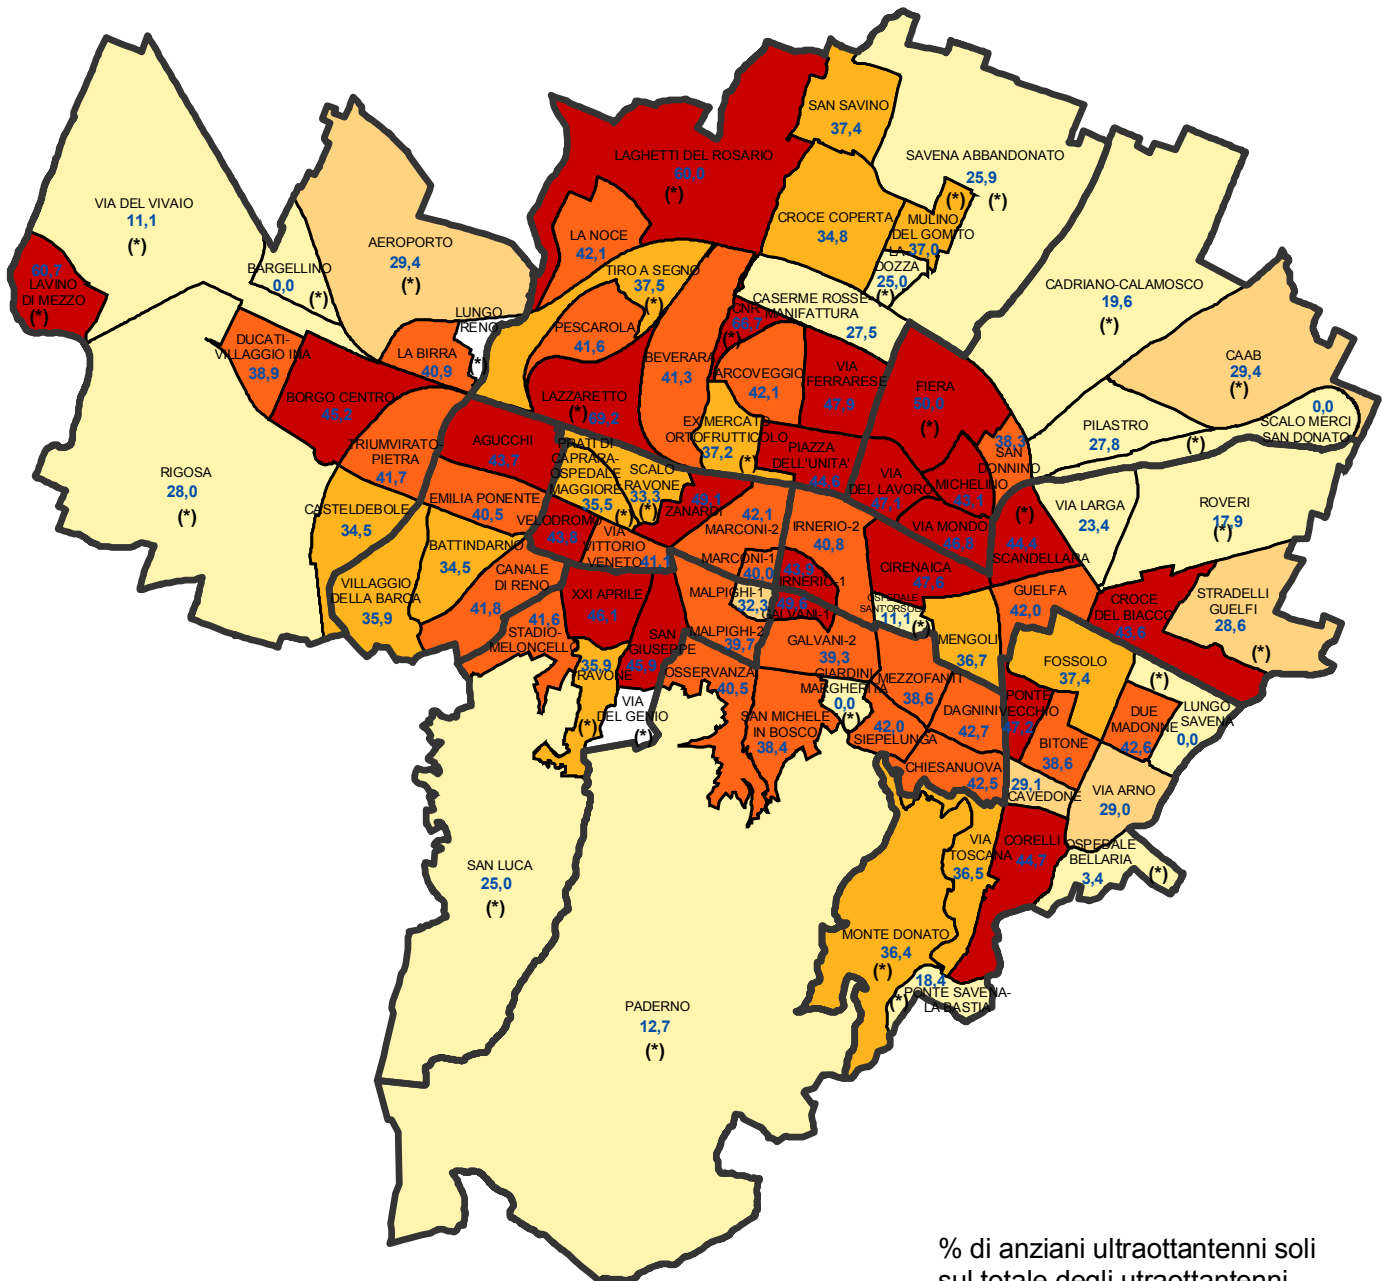 SAN SAVINO
37,4
LAGHETTI DEL ROSARIO
60,0
(*)
SAVENA ABBANDONATO
25,9
(*)
(*)
VIA DEL VIVAIO
11,1
(*)
CROCE COPERTA
34,8
MULINO
DEL GOMITO
37,0
LA NOCE
42,1
AEROPORTO
29,4
(*)
LA
DOZZA
25,0
(*)
BARGELLINO
0,0
(*)
TIRO A SEGNO
37,5
(*)
60,7
LAVINO
DI MEZZO
(*)
CADRIANO-CALAMOSCO
19,6
(*)
CASERME ROSSE-
MANIFATTURA
27,5
CNR
66,7
(*)
LUNGO
RENO
(*)
PESCAROLA
41,6
DUCATI-
VILLAGGIO INA
38,9
LA BIRRA
40,9
BEVERARA
41,3
ARCOVEGGIO
42,1
VIA
FERRARESE
47,9
CAAB
29,4
(*)
FIERA
50,0
(*)
BORGO CENTRO
45,2
LAZZARETTO
(*)
69,2
0,0
SCALO MERCI
SAN DONATO
EX MERCATO
ORTOFRUTTICOLO
37,2
(*)
PILASTRO
27,8
(*)
TRIUMVIRATO-
PIETRA
41,7
AGUCCHI
43,7
PRATI DI
CAPRARA-
OSPEDALE
MAGGIORE
35,5
(*)
PIAZZA
DELL'UNITA'
44,6
38,3
SAN
DONNINO
RIGOSA
28,0
(*)
SCALO
RAVONE
33,3
(*)
VIA
DEL LAVORO
47,1
MICHELINO
43,1
EMILIA PONENTE
40,5
49,1
ZANARDI
CASTELDEBOLE
34,5
VIA LARGA
23,4
ROVERI
17,9
(*)
42,1
MARCONI-2
IRNERIO-2
40,8
VELODROMO
43,8
VIA MONDO
46,8
(*)
44,4
SCANDELLARA
VIA
VITTORIO
VENETO
41,1
BATTINDARNO
34,5
MARCONI-1
40,0
43,9
IRNERIO-1
CIRENAICA
47,6
CANALE
DI RENO
41,8
VILLAGGIO
DELLA BARCA
35,9
XXI APRILE
45,1
MALPIGHI-1
32,3
GALVANI-1
OSPEDALE
SANT'ORSOLA
11,1
(*)
GUELFA
42,0
CROCE
DEL BIACCO
43,6
STRADELLI
GUELFI
28,6
(*)
41,6
STADIO-
MELONCELLO
MALPIGHI-2
39,7
SAN
GIUSEPPE
45,9
GALVANI-2
39,3
MENGOLI
36,7
35,9
RAVONE
(*)
OSSERVANZA
40,5
GIARDINI
MARGHERITA
0,0
(*)
MEZZOFANTI
38,6
FOSSOLO
37,4
(*)
VIA
DEL GENIO
(*)
SAN MICHELE
IN BOSCO
38,4
DAGNINI
42,7
PONTE
VECCHIO
47,2
DUE
MADONNE
42,6
LUNGO
SAVENA
0,0
42,0
SIEPELUNGA
BITONE
38,6
CHIESANUOVA
42,5
29,1
CAVEDONE
VIA ARNO
29,0
VIA
TOSCANA
36,5
CORELLI
44,7
OSPEDALE
BELLARIA
3,4
(*)
SAN LUCA
25,0
(*)
MONTE DONATO
36,4
(*)
18,4
(*)
PONTE SAVENA-
LA BASTIA
PADERNO
12,7
(*)
% di anziani ultraottantenni soli
sul totale degli utraottantenni